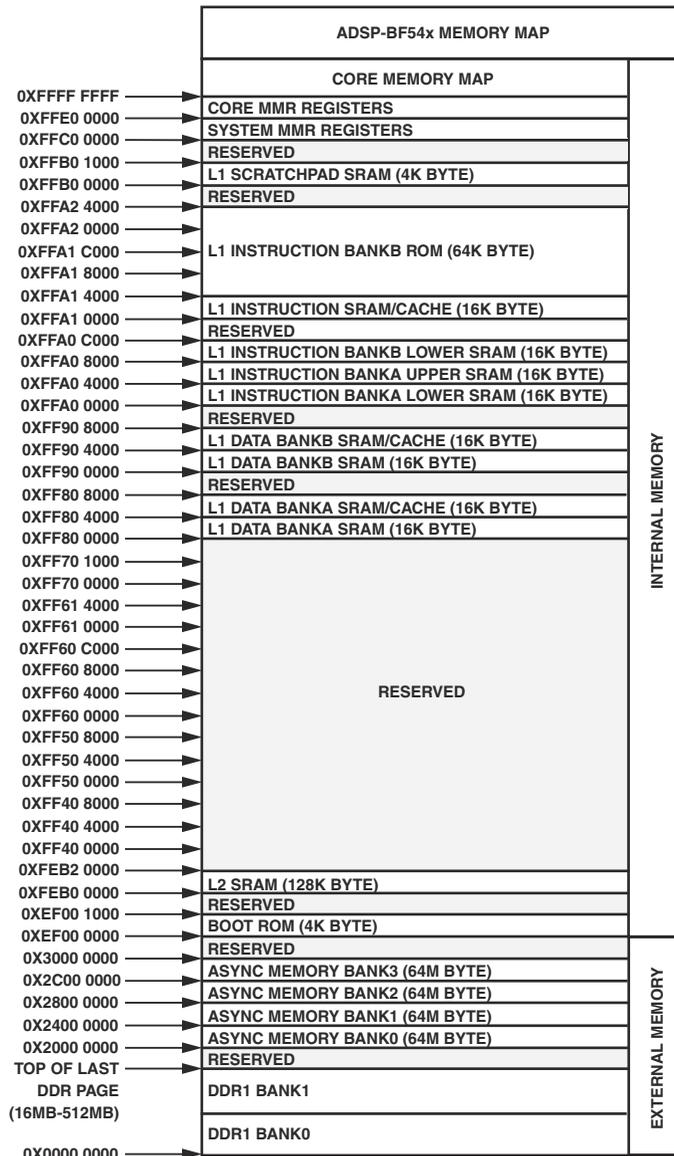 ADSP-BF54x MEMORY MAP
CORE MEMORY MAP
0XFFFF FFFF
CORE MMR REGISTERS
0XFFE0 0000
SYSTEM MMR REGISTERS
0XFFC0 0000
RESERVED
0XFFB0 1000
L1 SCRATCHPAD SRAM (4K BYTE)
0XFFB0 0000
RESERVED
0XFFA2 4000
0XFFA2 0000
0XFFA1 C000
L1 INSTRUCTION BANKB ROM (64K BYTE)
0XFFA1 8000
0XFFA1 4000
L1 INSTRUCTION SRAM/CACHE (16K BYTE)
0XFFA1 0000
RESERVED
0XFFA0 C000
L1 INSTRUCTION BANKB LOWER SRAM (16K BYTE)
0XFFA0 8000
L1 INSTRUCTION BANKA UPPER SRAM (16K BYTE)
0XFFA0 4000
L1 INSTRUCTION BANKA LOWER SRAM (16K BYTE)
0XFFA0 0000
RESERVED
0XFF90 8000
L1 DATA BANKB SRAM/CACHE (16K BYTE)
0XFF90 4000
L1 DATA BANKB SRAM (16K BYTE)
0XFF90 0000
RESERVED
0XFF80 8000
L1 DATA BANKA SRAM/CACHE (16K BYTE)
0XFF80 4000
L1 DATA BANKA SRAM (16K BYTE)
0XFF80 0000
0XFF70 1000
0XFF70 0000
0XFF61 4000
0XFF61 0000
0XFF60 C000
0XFF60 8000
0XFF60 4000
RESERVED
0XFF60 0000
0XFF50 8000
0XFF50 4000
0XFF50 0000
0XFF40 8000
0XFF40 4000
0XFF40 0000
0XFEB2 0000
L2 SRAM (128K BYTE)
0XFEB0 0000
RESERVED
0XEF00 1000
BOOT ROM (4K BYTE)
0XEF00 0000
INTERNAL MEMORY
RESERVED
0X3000 0000
ASYNC MEMORY BANK3 (64M BYTE)
0X2C00 0000
ASYNC MEMORY BANK2 (64M BYTE)
0X2800 0000
ASYNC MEMORY BANK1 (64M BYTE)
0X2400 0000
ASYNC MEMORY BANK0 (64M BYTE)
0X2000 0000
RESERVED
TOP OF LAST
DDR PAGE
(16MB-512MB)
DDR1 BANK1
DDR1 BANK0
0X0000 0000
EXTERNAL MEMORY